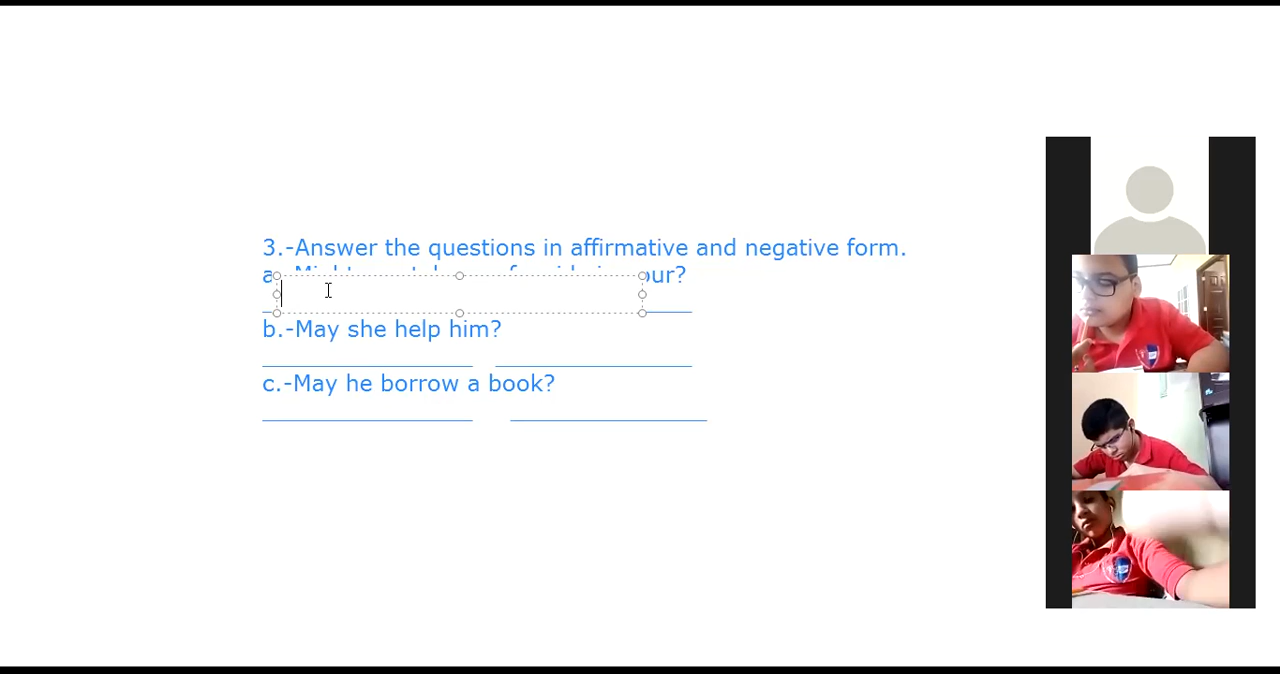 3.-Answer the questions in affirmative and negative form.
a
b.-May she help him?
c.-May he borrow a book?